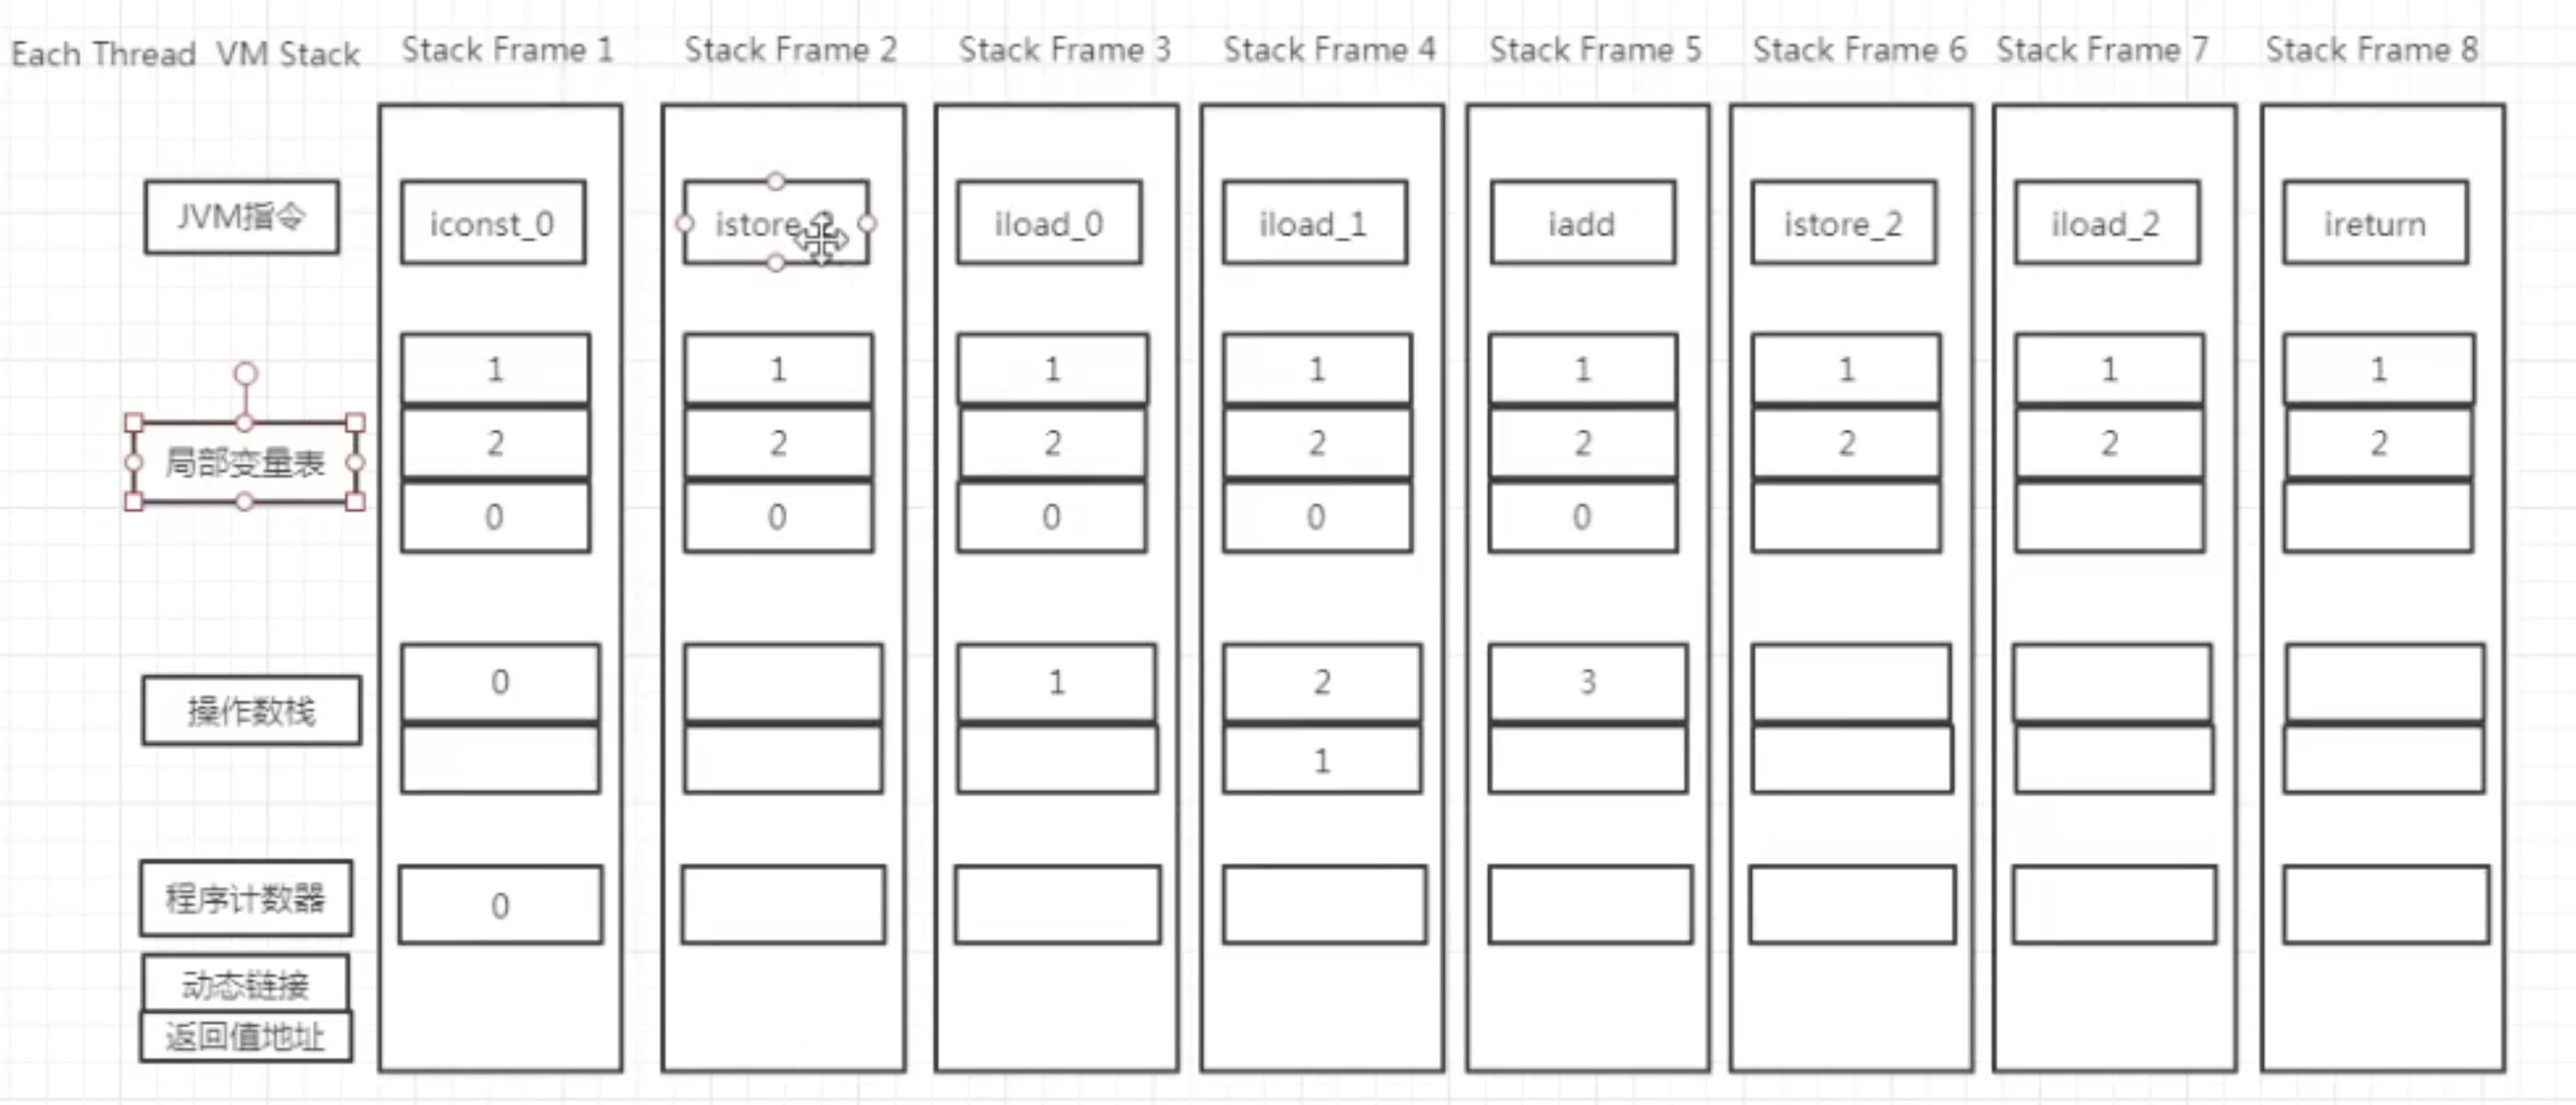 Each Thread VM Stack Stack Frame 1 Stack Frame 2 Stack Frame 3 Stack Frame 4 Stack Frame 5 Stack Frame 6 Stack Frame 7 Stack Frame 8
JVM指令 iconst_0 iload_0 iload_1 iadd istore_2 iload_2 ireturn
1 1 1 1 1 1 1 1
局部变量表 2 2 2 2 2 2 2 2
0 0 0 0 0
操作数栈 0 1 2 3
1
程序计数器 0
动态链接
返回值地址